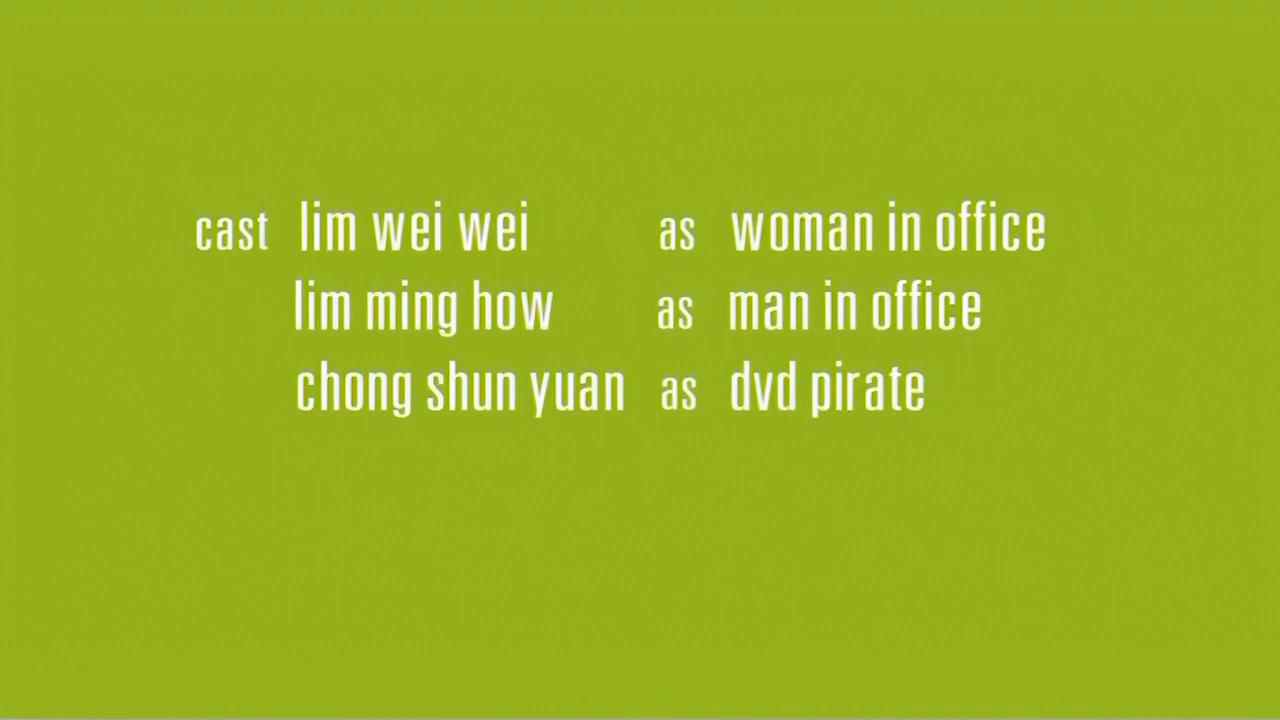 cast lim wei wei as woman in office
lim ming how as man in office
chong shun yuan as dvd pirate